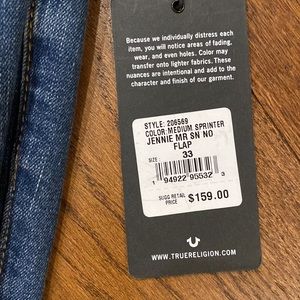 Because we individually distress each
item, you will notice areas of fading,
wear, and even holes. Color may
transfer onto lighter fabrics. These
nuances are intentional and add to the
character and finish of our garment.
STYLE: 206569
COLOR:MEDIUM SPRINTER
JENNIE MR SN NO
FLAP
SIZE
33
1 94922 95532 3
SUGG RETAIL
PRICE
$159.00
WWW.TRUERELIGION.COM